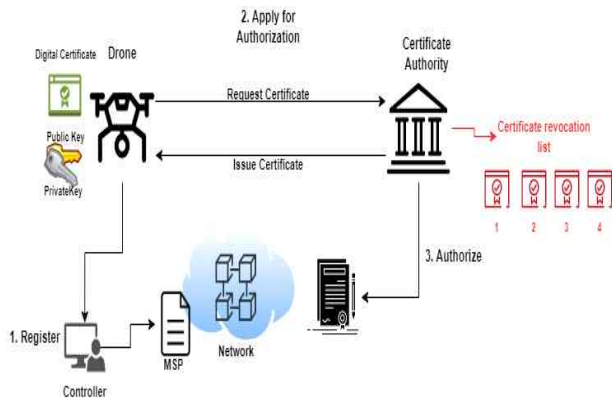 2. Apply for
Authorization
Digital Certificate
Drone
Certificate
Authority
Request Certificate
Public Key
PrivateKey
Issue Certificate
Certificate revocation
list
1
2
3
4
3. Authorize
1. Register
Controller
MSP
Network